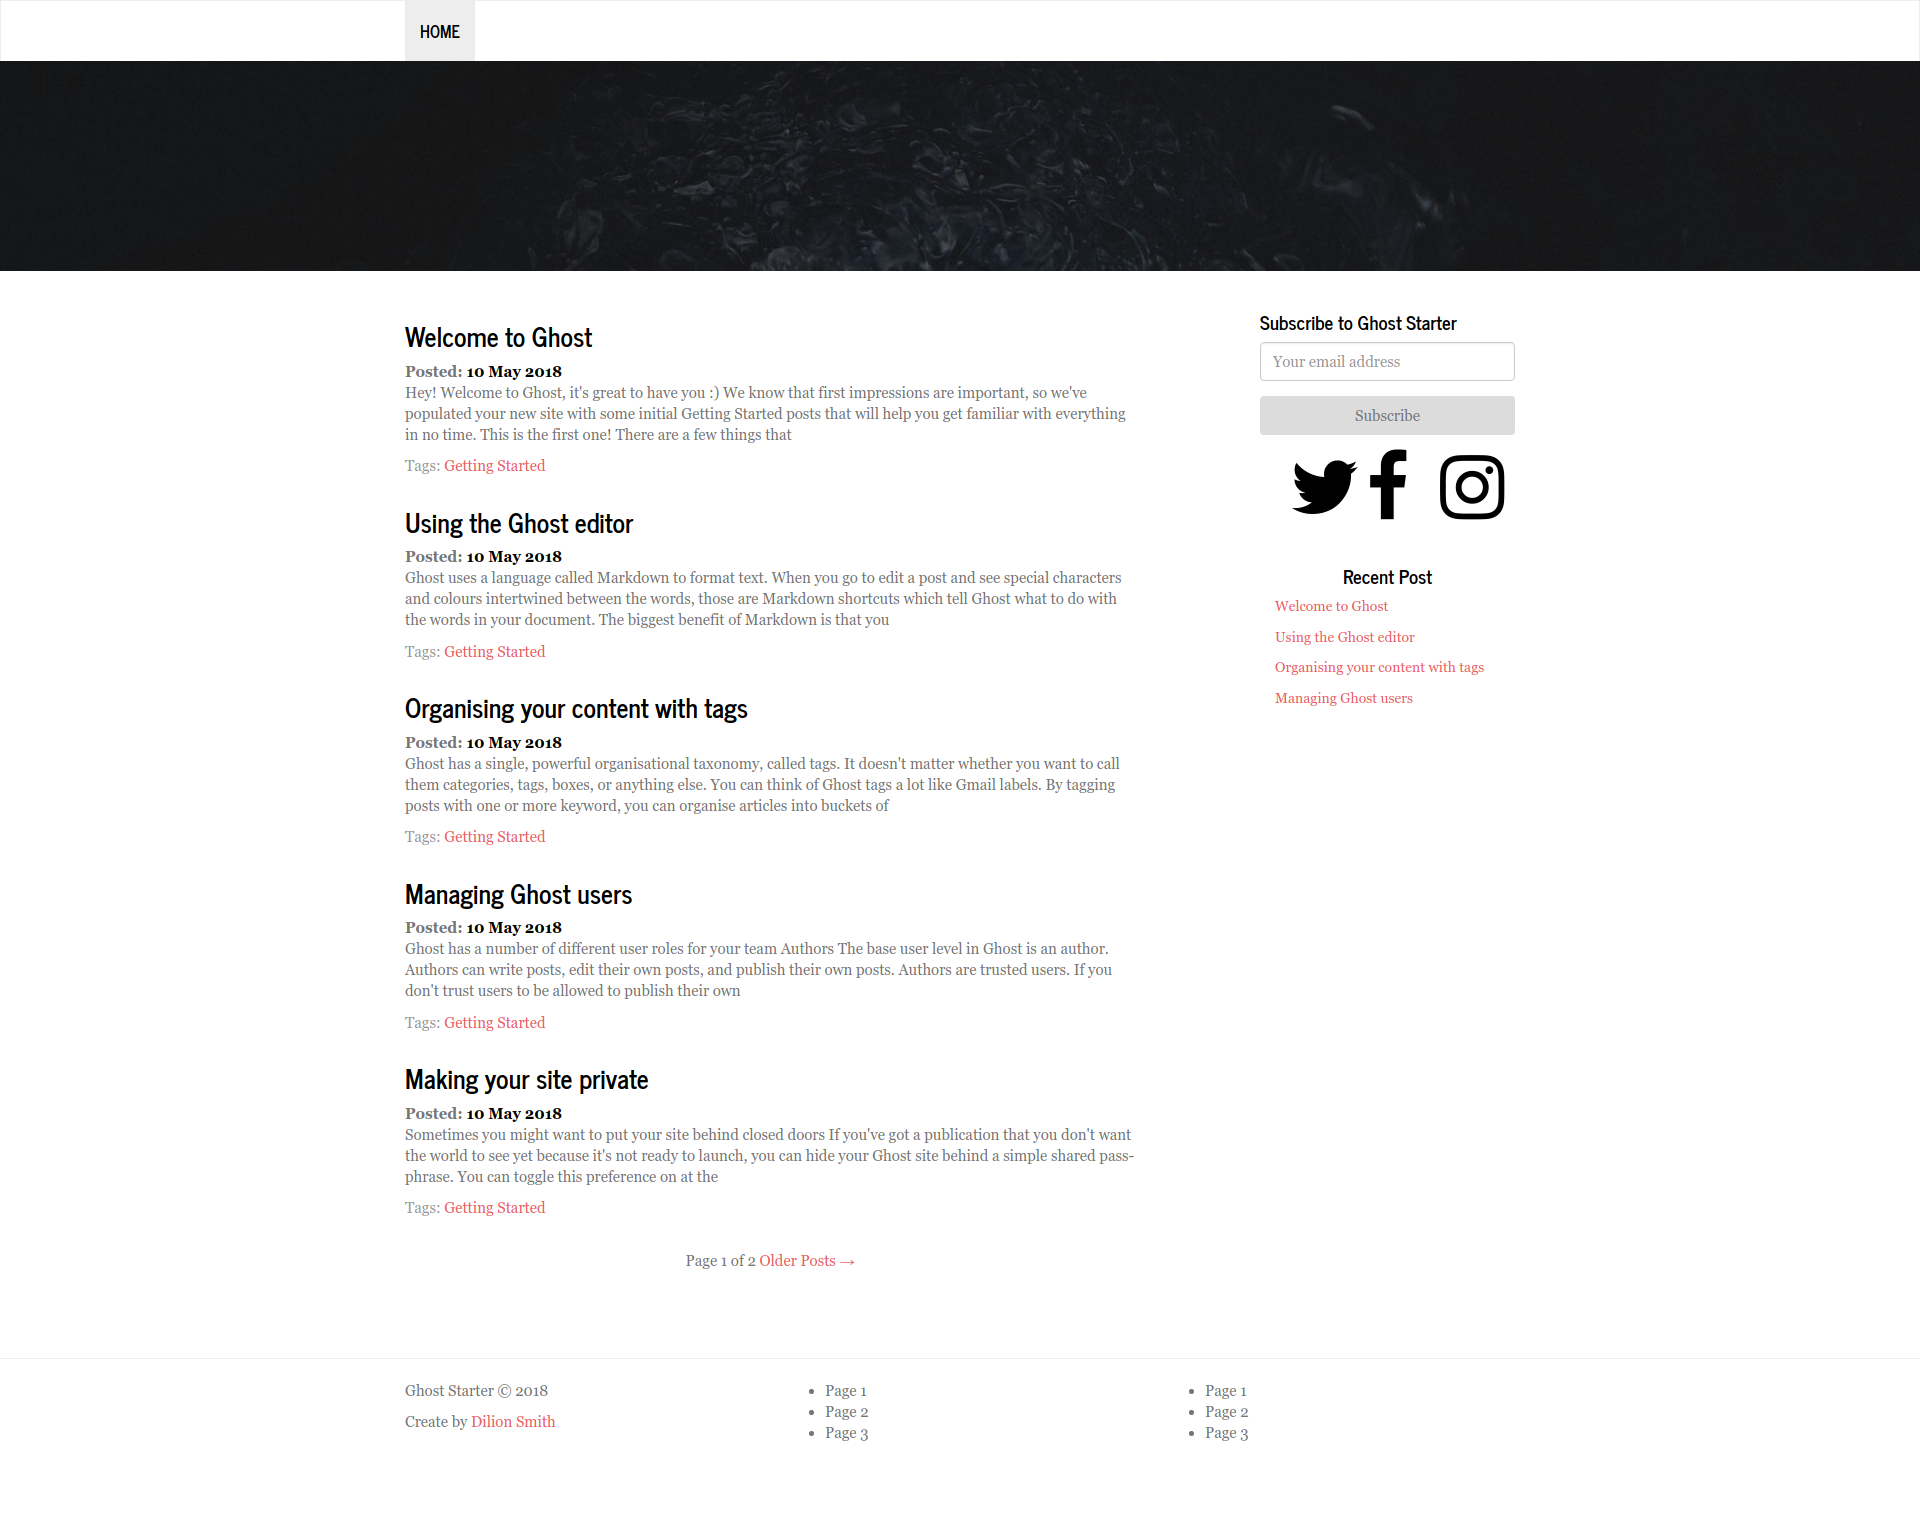 HOME
Welcome to Ghost
Posted: 10 May 2018
Hey! Welcome to Ghost, it's great to have you :) We know that first impressions are important, so we've
populated your new site with some initial Getting Started posts that will help you get familiar with everything
in no time. This is the first one! There are a few things that
Tags: Getting Started
Using the Ghost editor
Posted: 10 May 2018
Ghost uses a language called Markdown to format text. When you go to edit a post and see special characters
and colours intertwined between the words, those are Markdown shortcuts which tell Ghost what to do with
the words in your document. The biggest benefit of Markdown is that you
Tags: Getting Started
Organising your content with tags
Posted: 10 May 2018
Ghost has a single, powerful organisational taxonomy, called tags. It doesn't matter whether you want to call
them categories, tags, boxes, or anything else. You can think of Ghost tags a lot like Gmail labels. By tagging
posts with one or more keyword, you can organise articles into buckets of
Tags: Getting Started
Managing Ghost users
Posted: 10 May 2018
Ghost has a number of different user roles for your team Authors The base user level in Ghost is an author.
Authors can write posts, edit their own posts, and publish their own posts. Authors are trusted users. If you
don't trust users to be allowed to publish their own
Tags: Getting Started
Making your site private
Posted: 10 May 2018
Sometimes you might want to put your site behind closed doors If you've got a publication that you don't want
the world to see yet because it's not ready to launch, you can hide your Ghost site behind a simple shared pass-
phrase. You can toggle this preference on at the
Tags: Getting Started
Page 1 of 2 Older Posts →
Subscribe to Ghost Starter
Your email address
Subscribe
Recent Post
Welcome to Ghost
Using the Ghost editor
Organising your content with tags
Managing Ghost users
Ghost Starter © 2018
Create by Dilion Smith
• Page 1
• Page 2
• Page 3
• Page 1
• Page 2
• Page 3